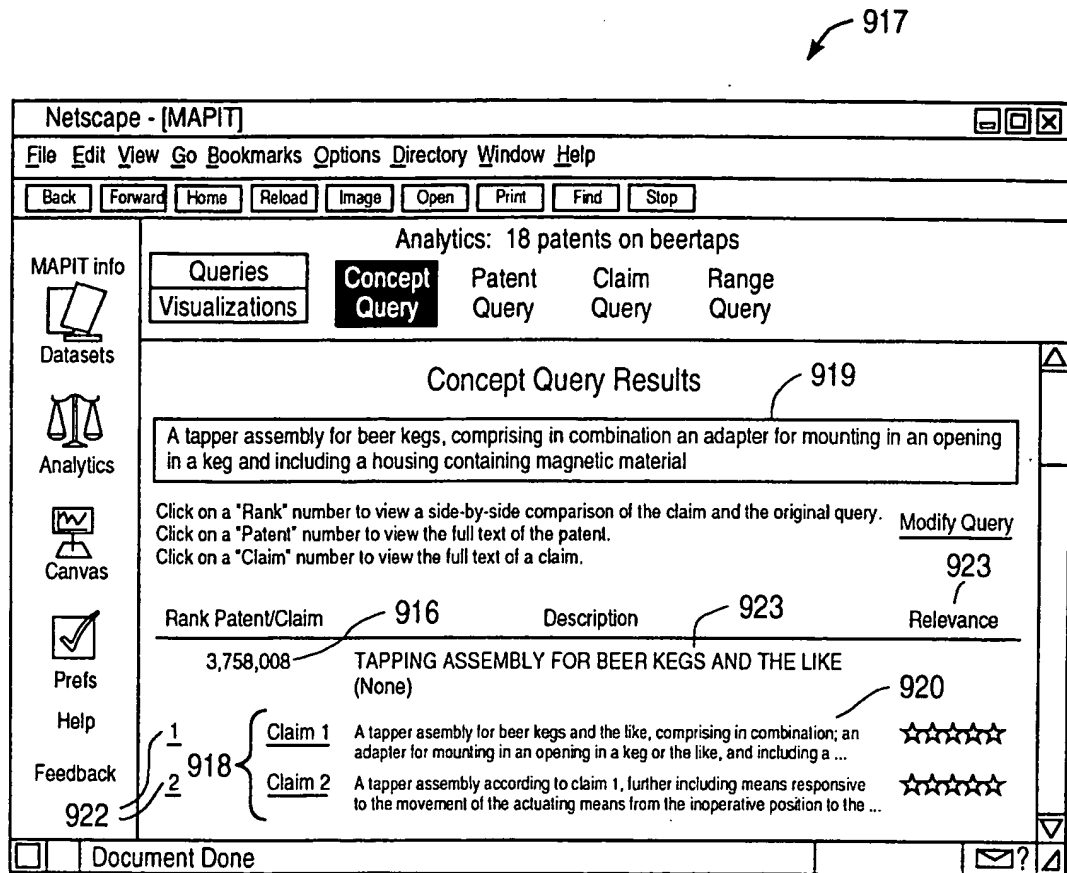 917
Netscape - [MAPIT]
File Edit View Go Bookmarks Options Directory Window Help
Back Forward Home Reload Image Open Print Find Stop
Analytics: 18 patents on beertaps
MAPIT info
Datasets
Analytics
Canvas
Prefs
Help
Feedback
922
Queries
Visualizations
Concept Query
Patent Query
Claim Query
Range Query
Concept Query Results
919
A tapper assembly for beer kegs, comprising in combination an adapter for mounting in an opening
in a keg and including a housing containing magnetic material
Click on a "Rank" number to view a side-by-side comparison of the claim and the original query.
Click on a "Patent" number to view the full text of the patent.
Click on a "Claim" number to view the full text of a claim.
Modify Query
923
Rank Patent/Claim 916 Description 923 Relevance
3,758,008 TAPPING ASSEMBLY FOR BEER KEGS AND THE LIKE
(None)
920
1 918 Claim 1 A tapper asembly for beer kegs and the like, comprising in combination; an
adapter for mounting in an opening in a keg or the like, and including a ...
2 Claim 2 A tapper assembly according to claim 1, further including means responsive
to the movement of the actuating means from the inoperative position to the ...
Document Done
?